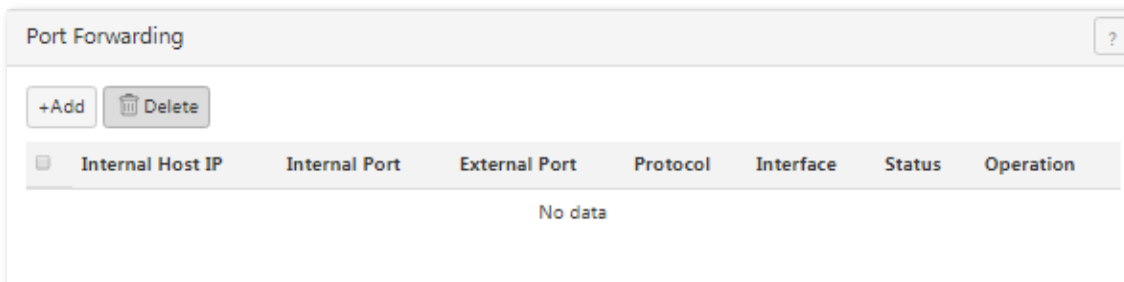 Port Forwarding
?
+Add Delete
Internal Host IP Internal Port External Port Protocol Interface Status Operation
No data